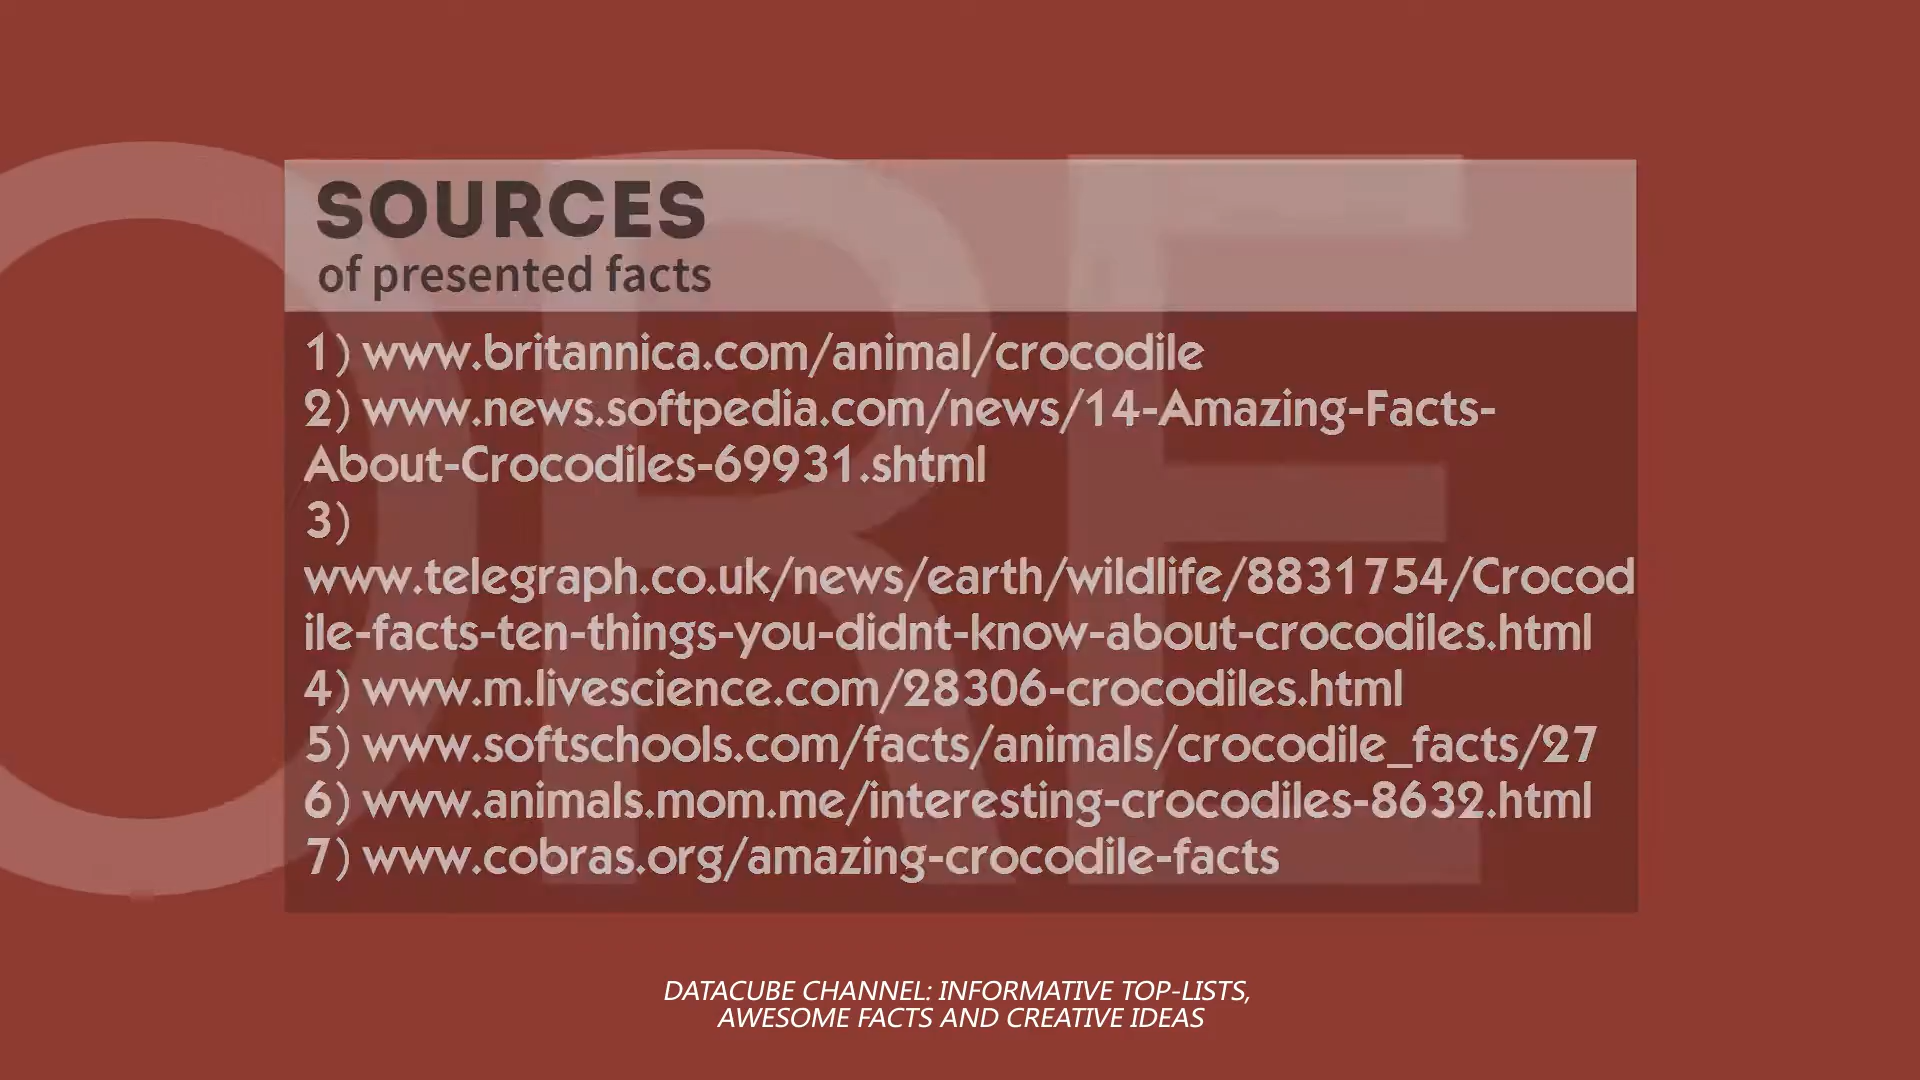 SOURCES
of presented facts
1) www.britannica.com/animal/crocodile
2) www.news.softpedia.com/news/14-Amazing-Facts-
About-Crocodiles-69931.shtml
3)
www.telegraph.co.uk/news/earth/wildlife/8831754/Crocod
ile-facts-ten-things-you-didnt-know-about-crocodiles.html
4) www.m.livescience.com/28306-crocodiles.html
5) www.softschools.com/facts/animals/crocodile_facts/27
6) www.animals.mom.me/interesting-crocodiles-8632.html
7) www.cobras.org/amazing-crocodile-facts
ORE
DATACUBE CHANNEL: INFORMATIVE TOP-LISTS,
AWESOME FACTS AND CREATIVE IDEAS